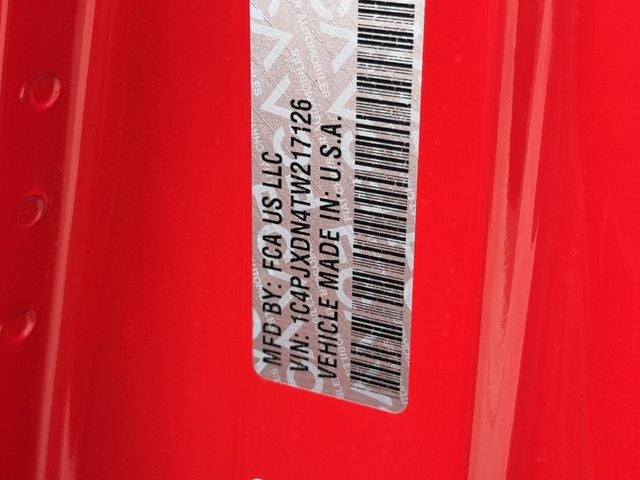 MFD BY: FCA US LLC
VIN: 1C4PJXDN4TW217126
VEHICLE MADE IN: U.S.A.